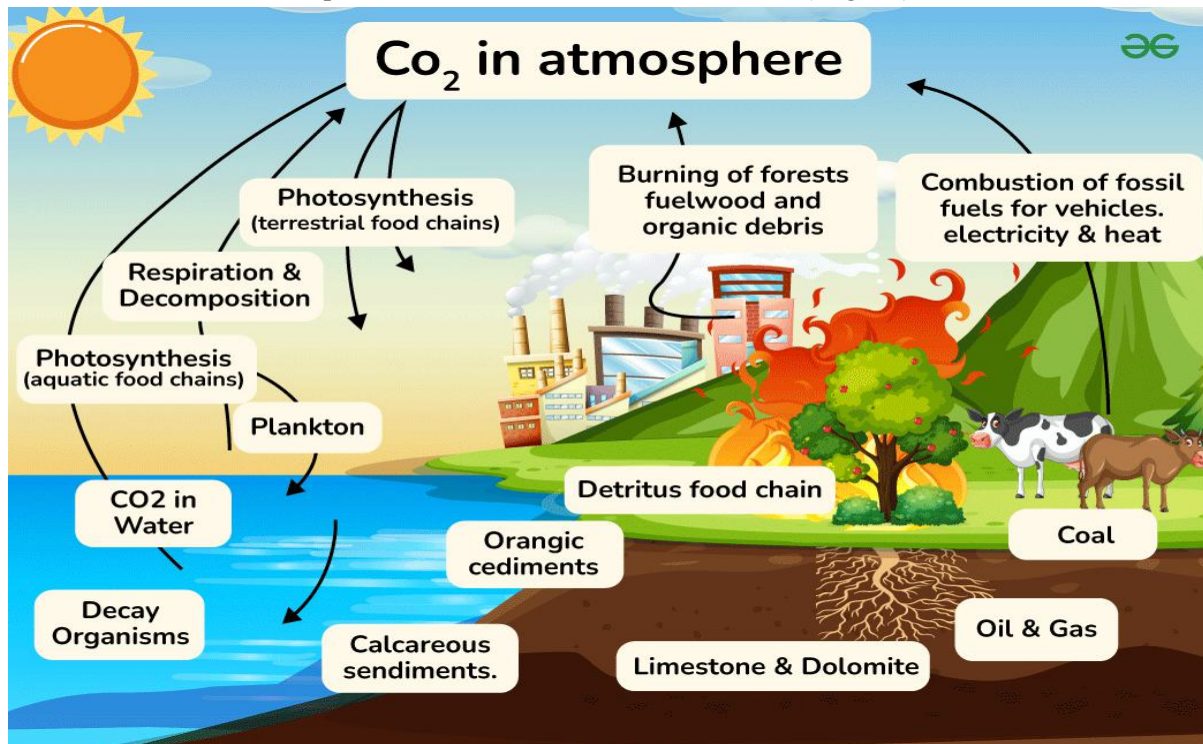 Co₂ in atmosphere
Photosynthesis
(terrestrial food chains)
Burning of forests
fuelwood and
organic debris
Combustion of fossil
fuels for vehicles.
electricity & heat
Respiration &
Decomposition
Photosynthesis
(aquatic food chains)
Plankton
CO2 in
Water
Detritus food chain
Orangic
cediments
Coal
Decay
Organisms
Calcareous
sendiments.
Limestone & Dolomite
Oil & Gas